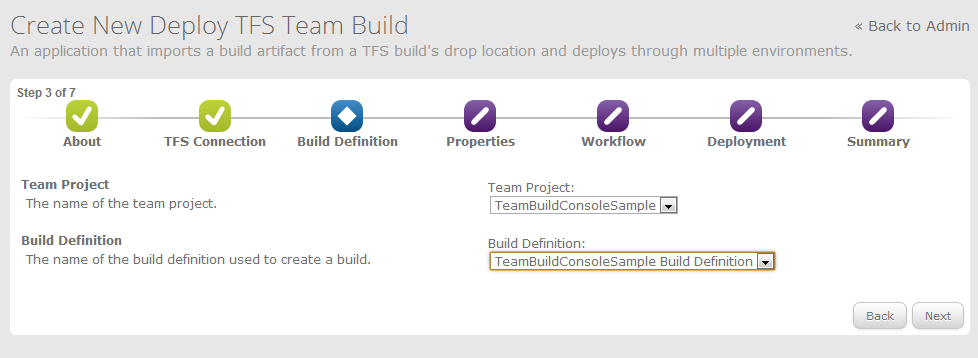 Create New Deploy TFS Team Build
« Back to Admin
An application that imports a build artifact from a TFS build's drop location and deploys through multiple environments.
Step 3 of 7
About
TFS Connection
Build Definition
Properties
Workflow
Deployment
Summary
Team Project
The name of the team project.
Team Project:
TeamBuildConsoleSample
Build Definition
The name of the build definition used to create a build.
Build Definition:
TeamBuildConsoleSample Build Definition
Back
Next